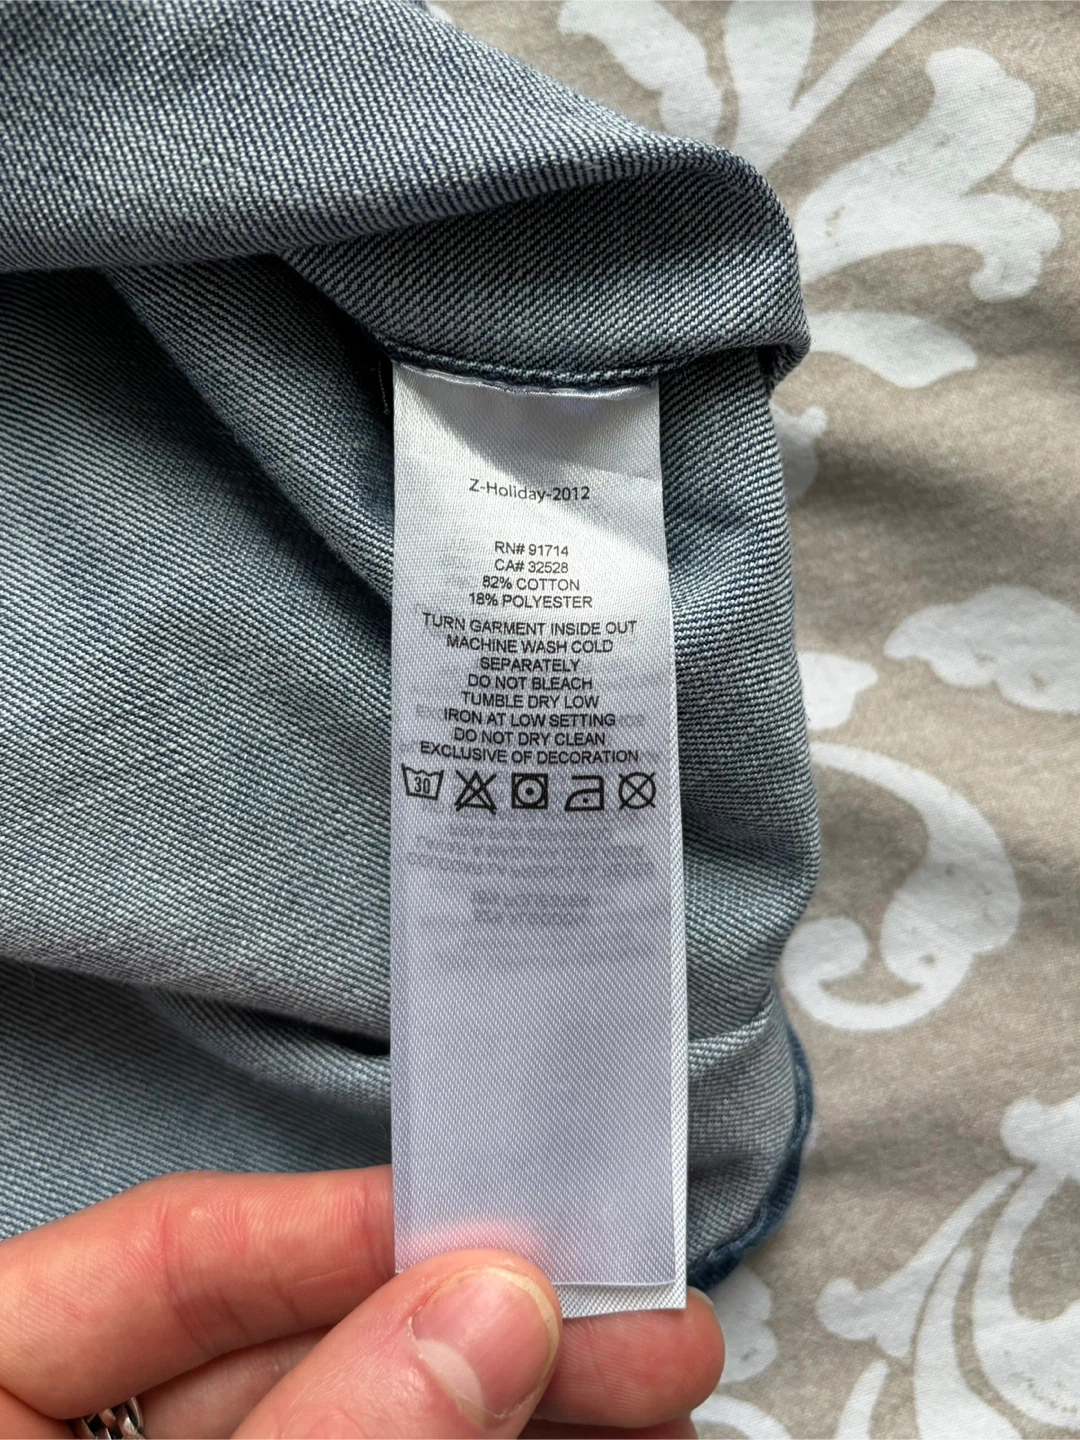 Z-Holiday-2012
RN# 91714
CA# 32528
82% COTTON
18% POLYESTER
TURN GARMENT INSIDE OUT
MACHINE WASH COLD
SEPARATELY
DO NOT BLEACH
TUMBLE DRY LOW
IRON AT LOW SETTING
DO NOT DRY CLEAN
EXCLUSIVE OF DECORATION
30